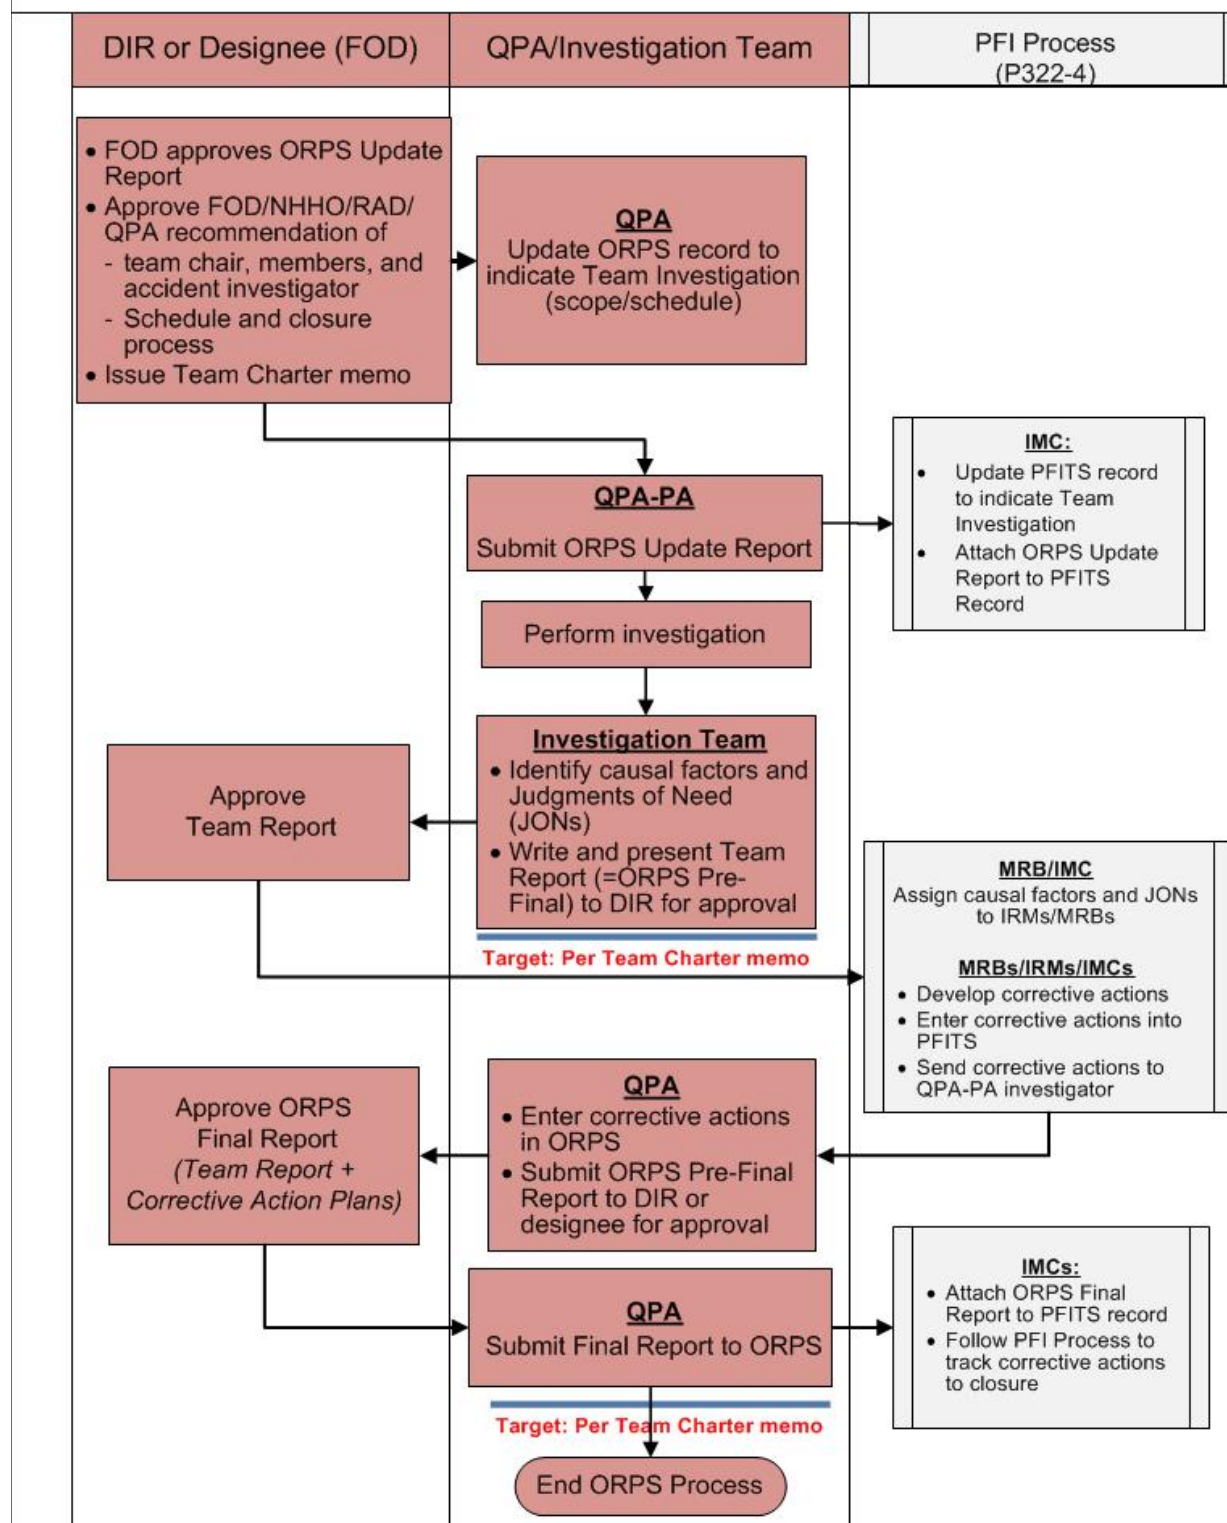 DIR or Designee (FOD)
QPA/Investigation Team
PFI Process
(P322-4)
• FOD approves ORPS Update
Report
• Approve FOD/NHHO/RAD/
QPA recommendation of
- team chair, members, and
accident investigator
- Schedule and closure
process
• Issue Team Charter memo
QPA
Update ORPS record to
indicate Team Investigation
(scope/schedule)
QPA-PA
Submit ORPS Update Report
IMC:
• Update PFITS record
to indicate Team
Investigation
• Attach ORPS Update
Report to PFITS
Record
Perform investigation
Investigation Team
• Identify causal factors and
Judgments of Need
(JONs)
• Write and present Team
Report (=ORPS Pre-
Final) to DIR for approval
Target: Per Team Charter memo
Approve
Team Report
MRB/IMC
Assign causal factors and JONs
to IRMs/MRBs
MRBs/IRMs/IMCs
• Develop corrective actions
• Enter corrective actions into
PFITS
• Send corrective actions to
QPA-PA investigator
QPA
• Enter corrective actions
in ORPS
• Submit ORPS Pre-Final
Report to DIR or
designee for approval
Approve ORPS
Final Report
(Team Report +
Corrective Action Plans)
QPA
Submit Final Report to ORPS
Target: Per Team Charter memo
IMCs:
• Attach ORPS Final
Report to PFITS record
• Follow PFI Process to
track corrective actions
to closure
End ORPS Process